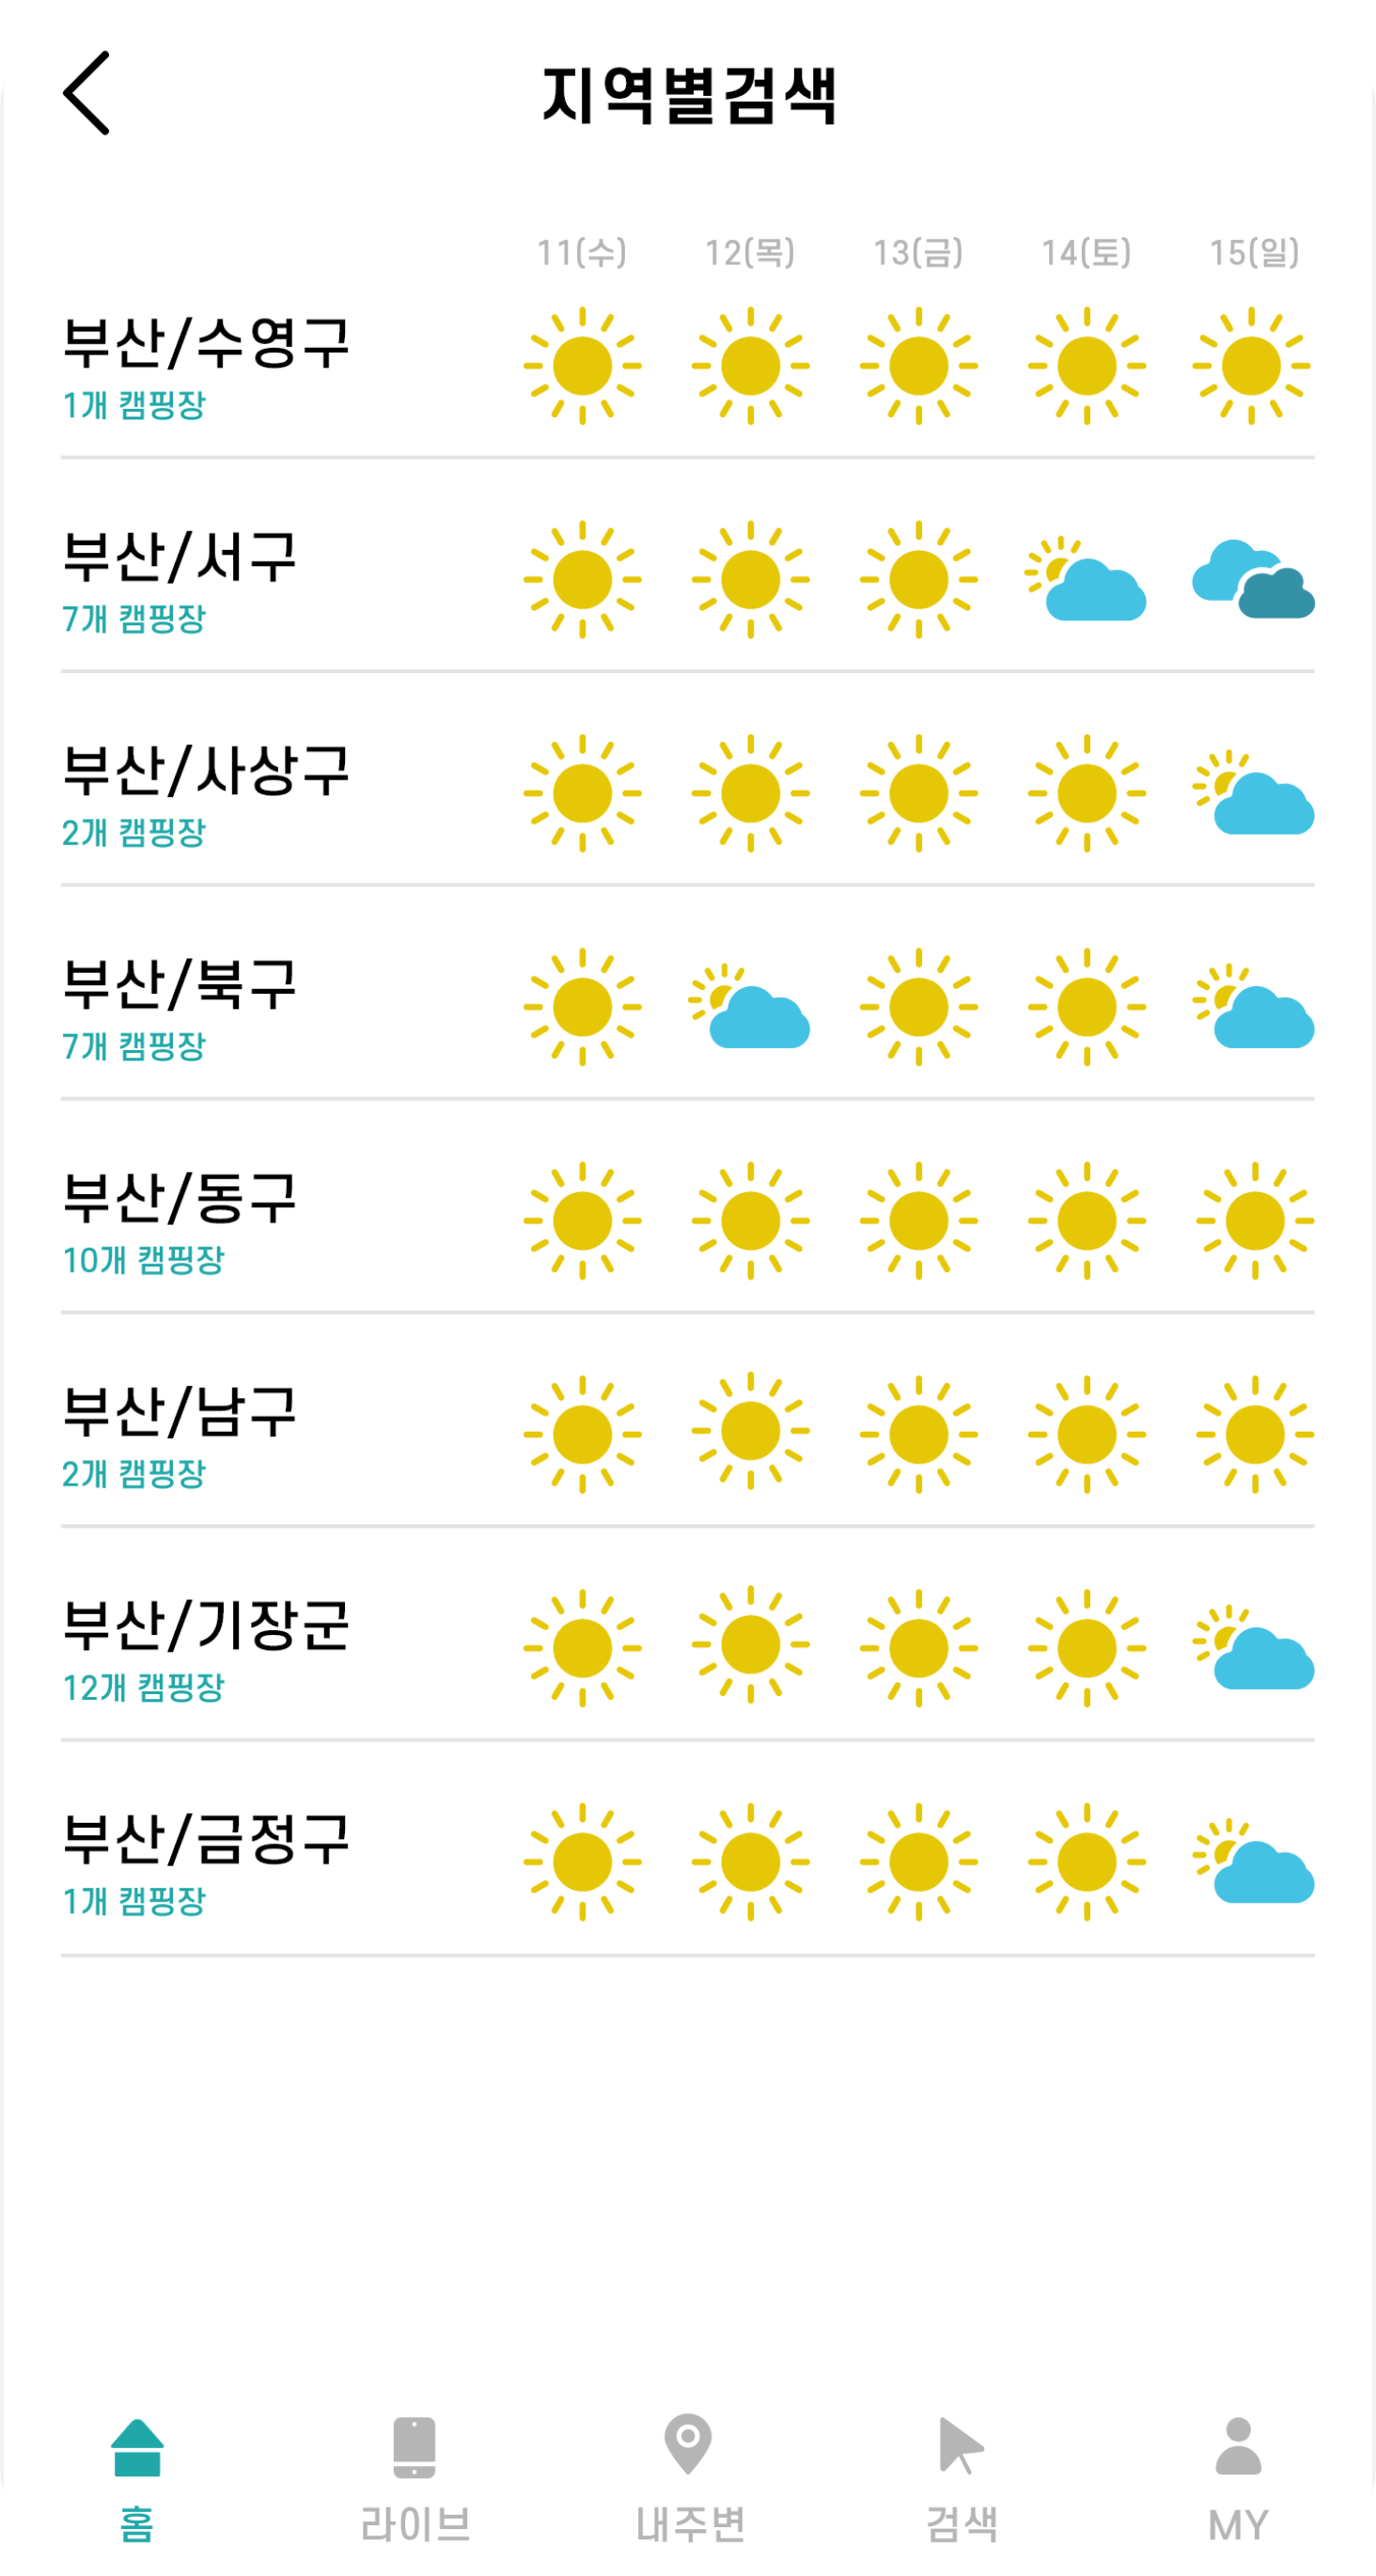 지역별검색
11(수) 12(목) 13(금) 14(토) 15(일)
부산/수영구
1개 캠핑장
부산/서구
7개 캠핑장
부산/사상구
2개 캠핑장
부산/북구
7개 캠핑장
부산/동구
10개 캠핑장
부산/남구
2개 캠핑장
부산/기장군
12개 캠핑장
부산/금정구
1개 캠핑장
홈 라이브 내주변 검색 MY